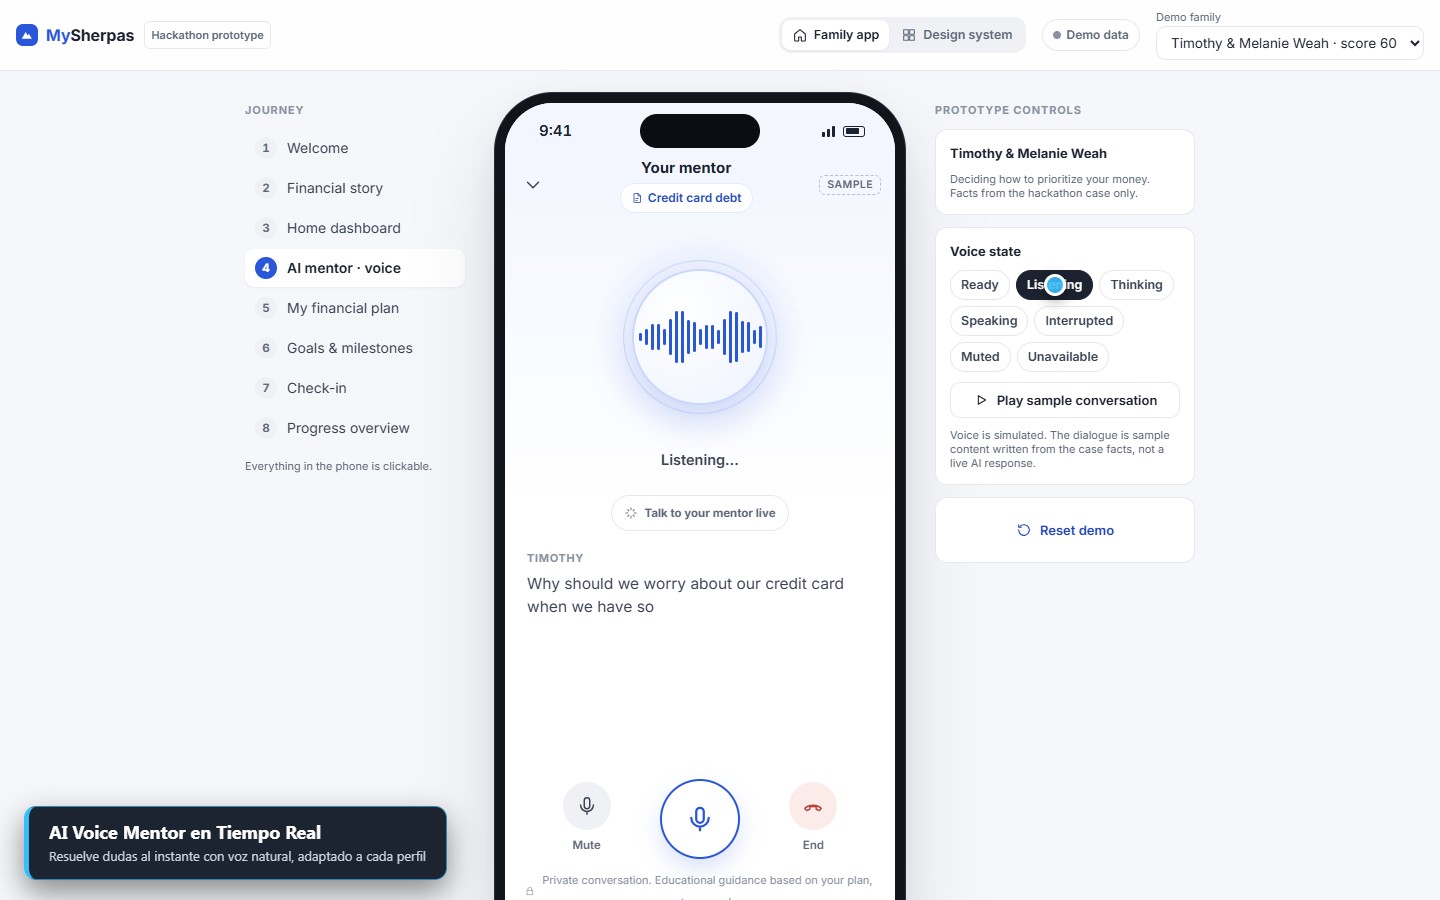 MySherpas
Hackathon prototype
Family app
Design system
Demo data
Demo family
Timothy & Melanie Weah · score 60
JOURNEY
1 Welcome
2 Financial story
3 Home dashboard
4 AI mentor · voice
5 My financial plan
6 Goals & milestones
7 Check-in
8 Progress overview
Everything in the phone is clickable.
9:41
Your mentor
Credit card debt
SAMPLE
Listening...
Talk to your mentor live
TIMOTHY
Why should we worry about our credit card
when we have so
Mute
End
Private conversation. Educational guidance based on your plan,
PROTOTYPE CONTROLS
Timothy & Melanie Weah
Deciding how to prioritize your money.
Facts from the hackathon case only.
Voice state
Ready
Listening
Thinking
Speaking
Interrupted
Muted
Unavailable
Play sample conversation
Voice is simulated. The dialogue is sample
content written from the case facts, not a
live AI response.
Reset demo
AI Voice Mentor en Tiempo Real
Resuelve dudas al instante con voz natural, adaptado a cada perfil